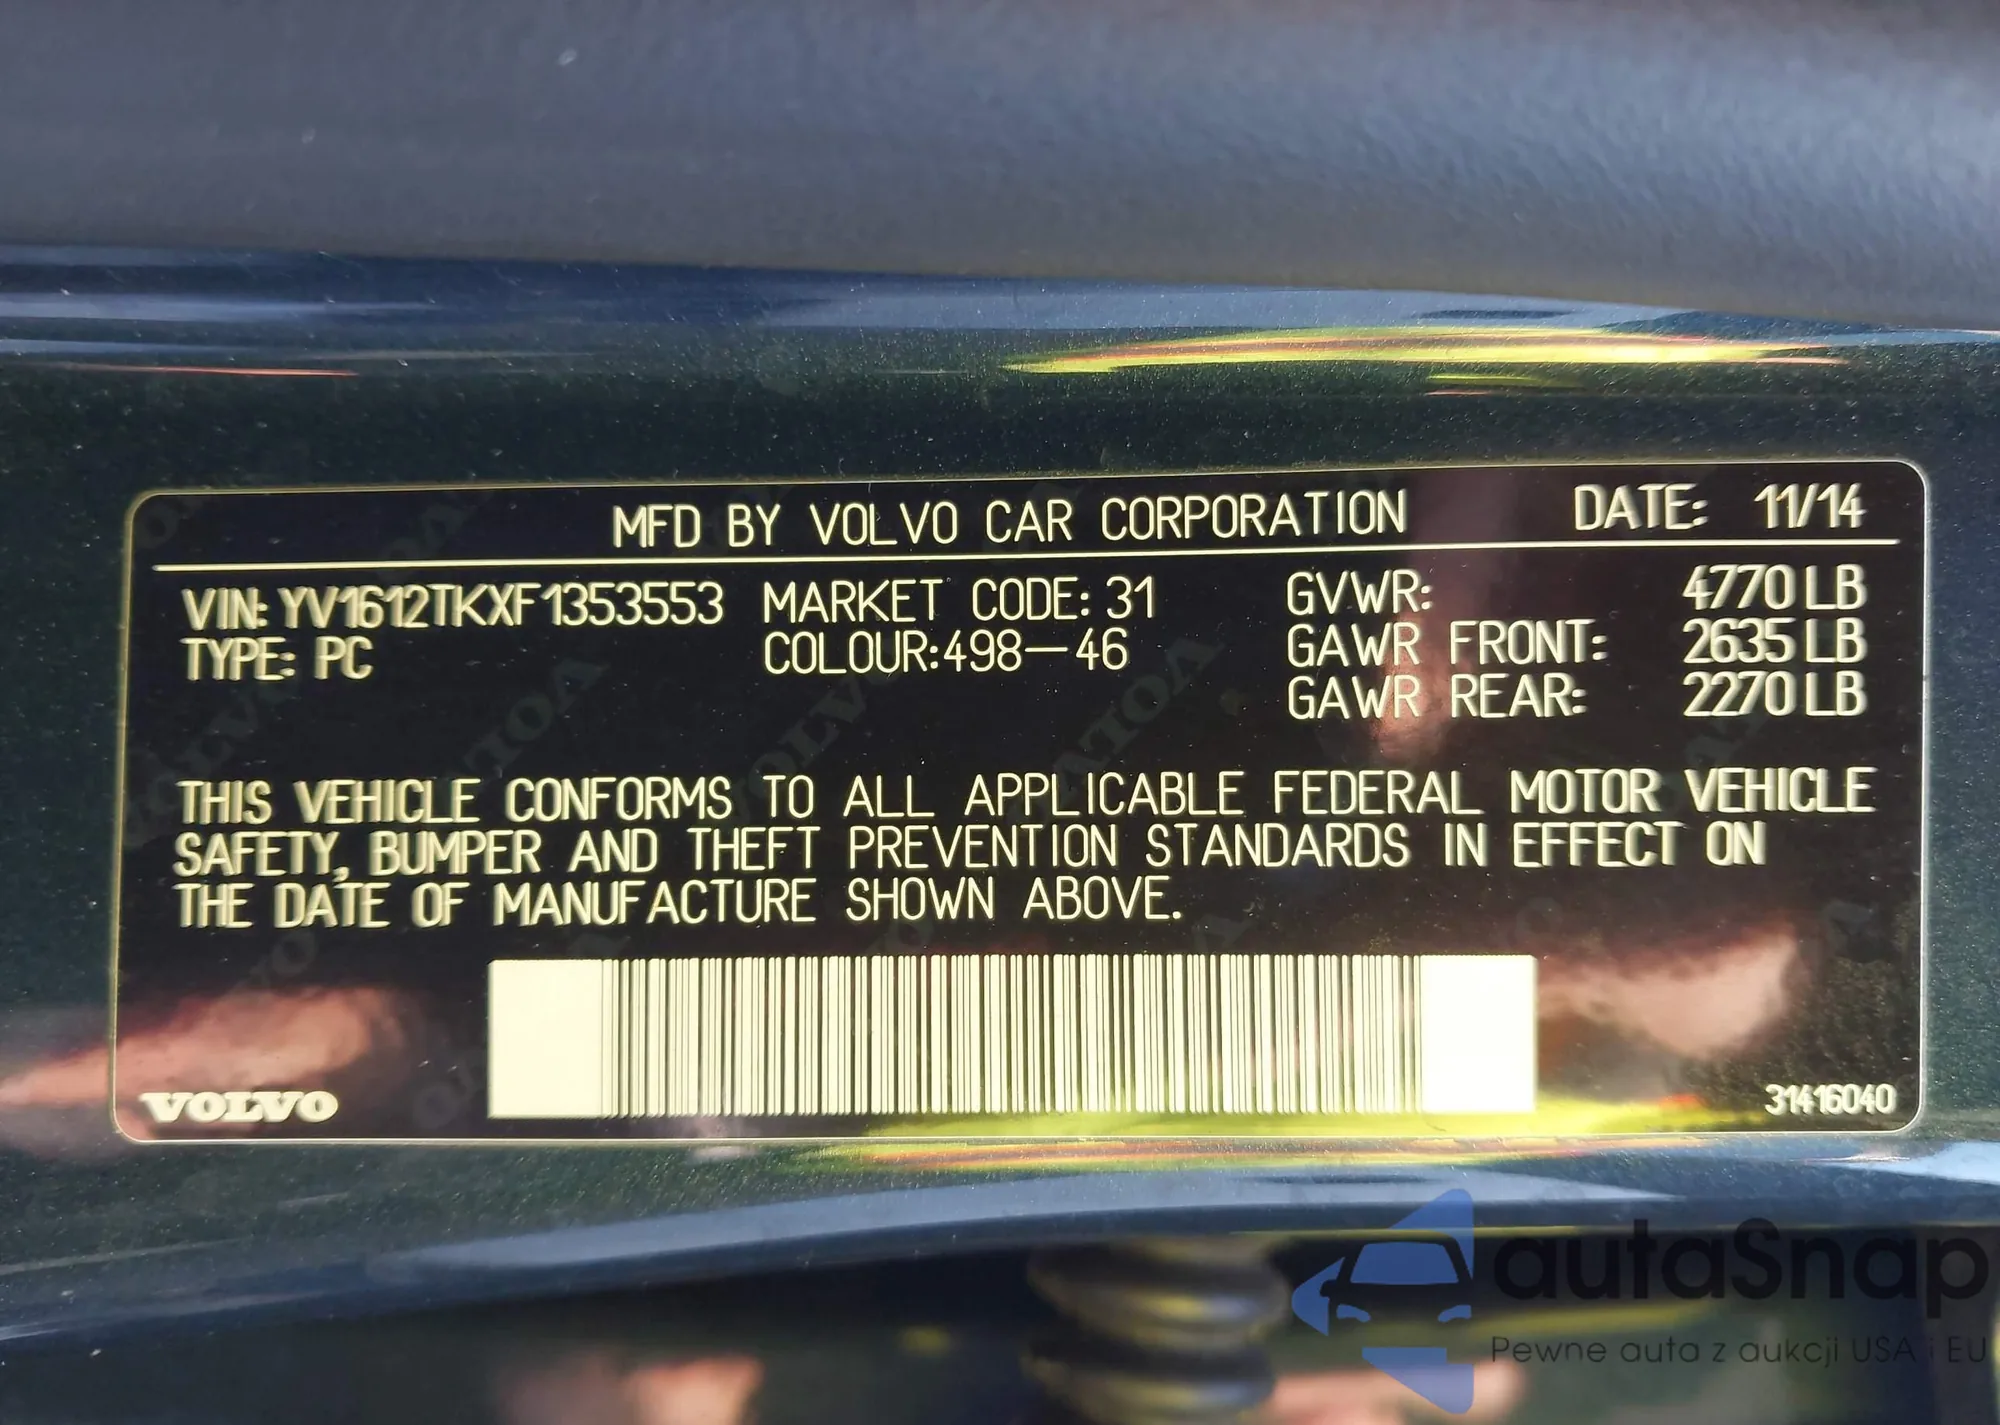 MFD BY VOLVO CAR CORPORATION DATE: 11/14
VIN: YV1612TKXF1353553 MARKET CODE: 31 GVWR: 4770 LB
TYPE: PC COLOUR:498-46 GAWR FRONT: 2635 LB
GAWR REAR: 2270 LB
THIS VEHICLE CONFORMS TO ALL APPLICABLE FEDERAL MOTOR VEHICLE
SAFETY, BUMPER AND THEFT PREVENTION STANDARDS IN EFFECT ON
THE DATE OF MANUFACTURE SHOWN ABOVE.
VOLVO
31416040
autaSnap
Pewne auta z aukcji USA i EU